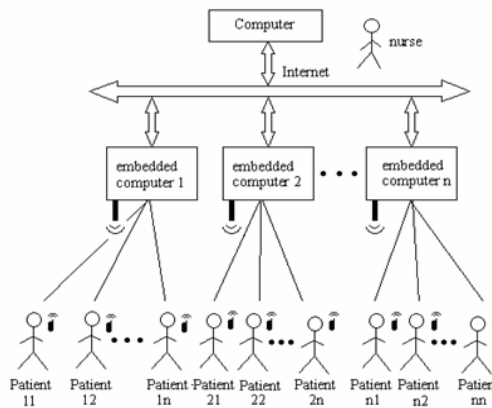 Computer
nurse
Internet
embedded
computer 1
embedded
computer 2
embedded
computer n
Patient
11
Patient
12
Patient
1n
Patient
21
Patient
22
Patient
2n
Patient
n1
Patient
n2
Patient
nn